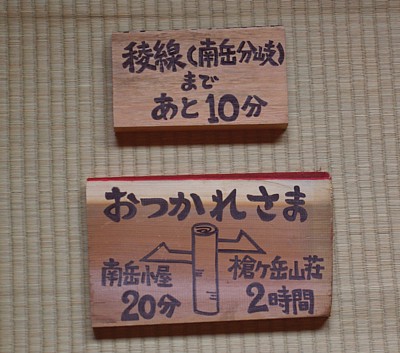 稜線(南岳分岐)
まで
あと10分
おつかれさま
南岳小屋 槍ヶ岳山荘
20分 2時間